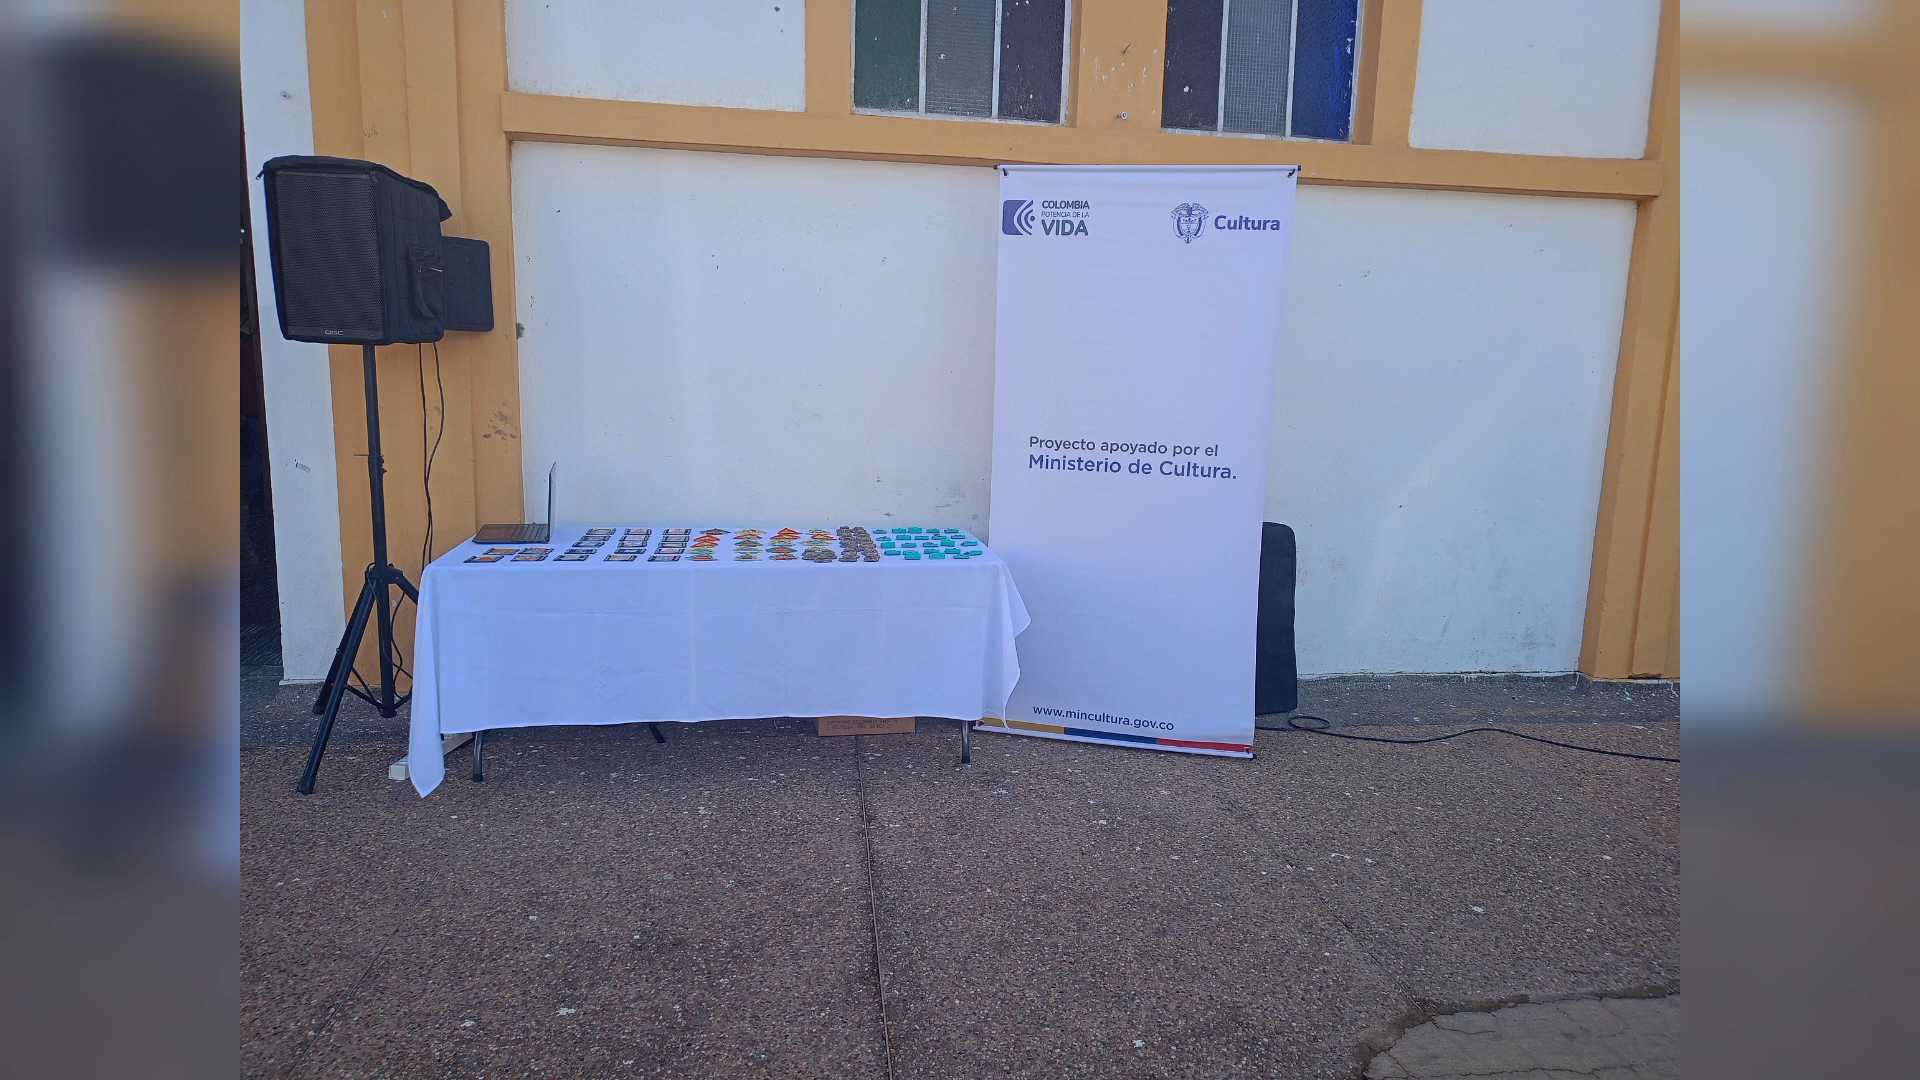 COLOMBIA
POTENCIA DE LA
VIDA
Cultura
Proyecto apoyado por el
Ministerio de Cultura.
www.mincultura.gov.co
QSC